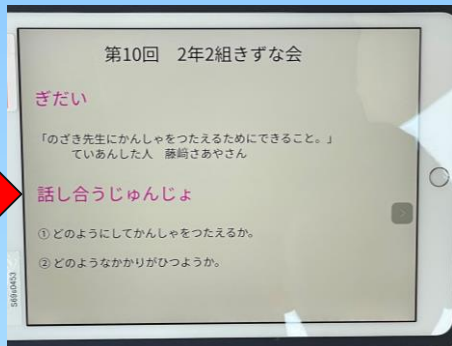 第10回　2年2組きずな会
ぎだい
「のざき先生にかんしゃをつたえるためにできること。」
ていあんした人　藤﨑さあやさん
話し合うじゅんじょ
① どのようにしてかんしゃをつたえるか。
② どのようなかかりがひつようか。
S69e0453